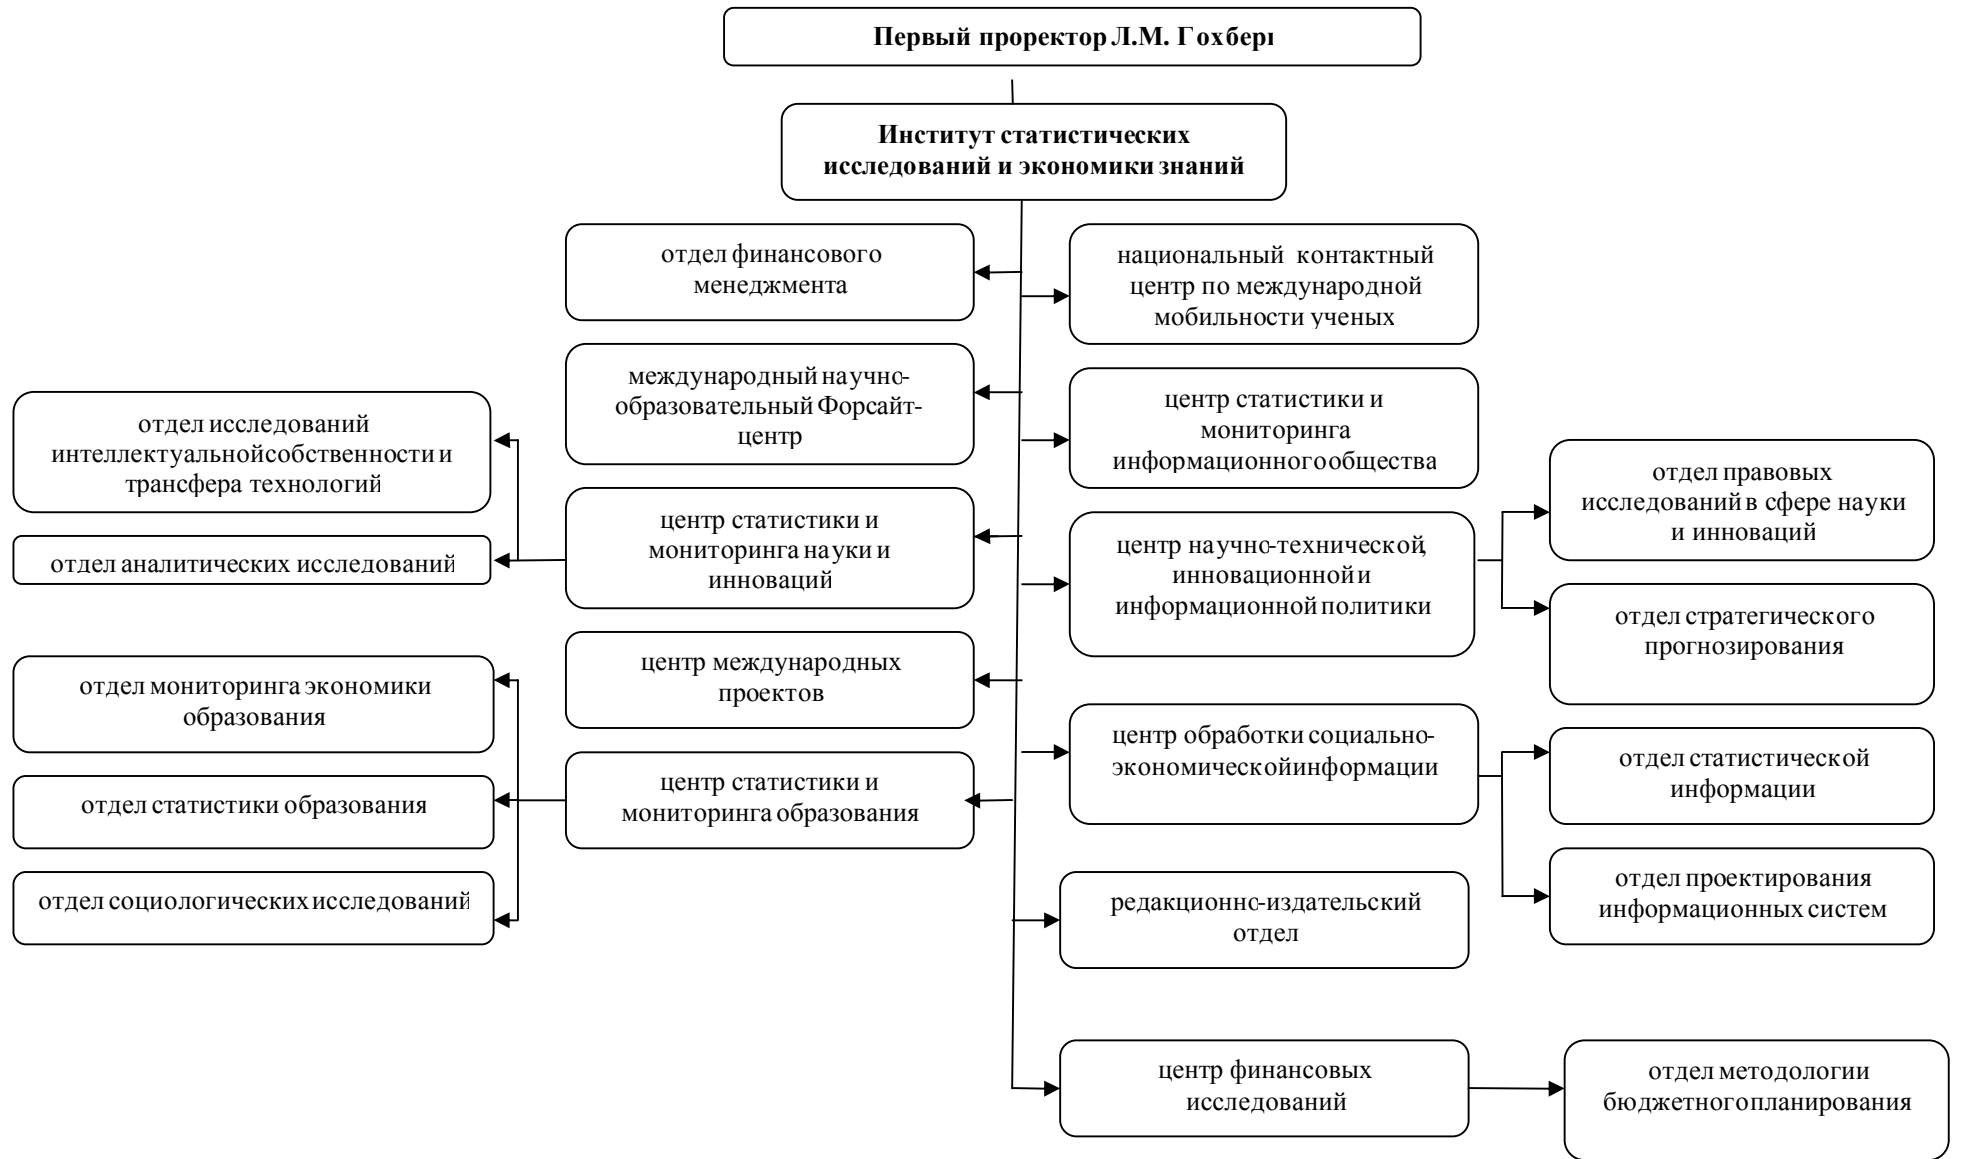 Первый проректор Л.М. Гохберг
Институт статистических
исследований и экономики знаний
отдел финансового
менеджмента
национальный контактный
центр по международной
мобильности ученых
международный научно-
образовательный Форсайт-
центр
центр статистики и
мониторинга
информационного общества
отдел исследований
интеллектуальной собственности и
трансфера технологий
центр статистики и
мониторинга науки и
инноваций
отдел аналитических исследований
центр научно-технической,
инновационной и
информационной политики
отдел правовых
исследований в сфере науки
и инноваций
отдел стратегического
прогнозирования
центр международных
проектов
отдел мониторинга экономики
образования
центр обработки социально-
экономической информации
отдел статистической
информации
центр статистики и
мониторинга образования
отдел статистики образования
отдел социологических исследований
редакционно-издательский
отдел
отдел проектирования
информационных систем
центр финансовых
исследований
отдел методологии
бюджетного планирования